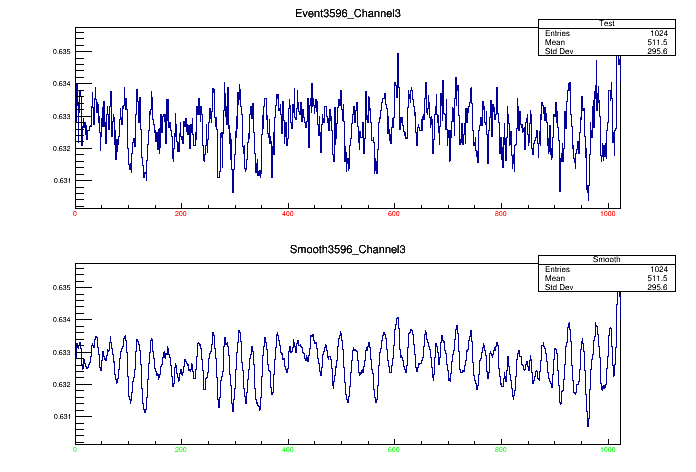 Event3596_Channel3
Test
Entries 1024
Mean 511.5
Std Dev 295.6
0.635
0.634
0.633
0.632
0.631
0 200 400 600 800 1000
Smooth3596_Channel3
Smooth
Entries 1024
Mean 511.5
Std Dev 295.6
0.635
0.634
0.633
0.632
0.631
0 200 400 600 800 1000